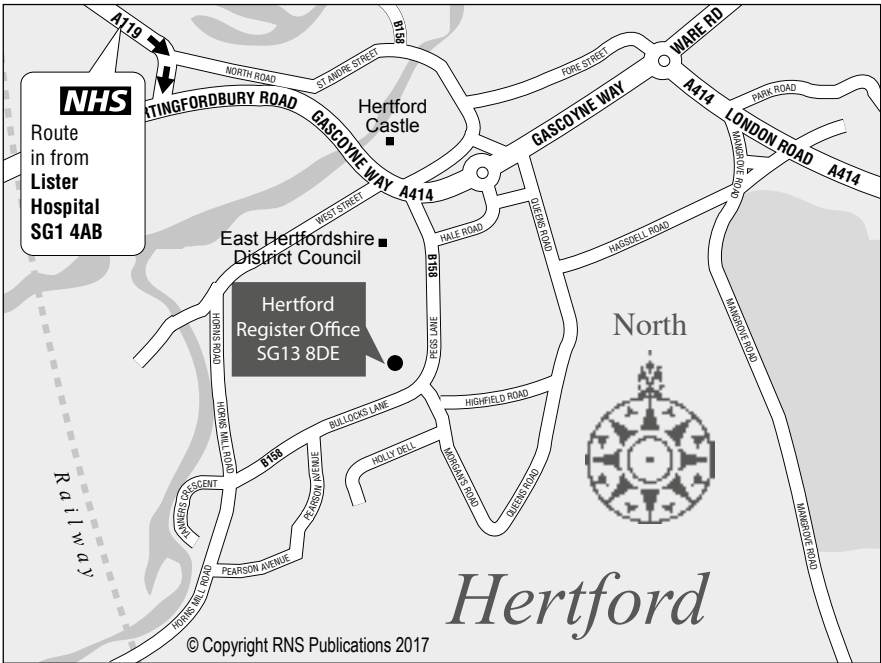 A119
B158
WARE RD
NORTH ROAD
ST ANDRE STREET
FORE STREET
NHS
Route
in from
Lister
Hospital
SG1 4AB
RTINGFORDBURY ROAD
Hertford
Castle
GASCOYNE WAY
A414
PARK ROAD
LONDON ROAD
A414
GASCOYNE WAY
A414
MANGROVE ROAD
WEST STREET
HALE ROAD
QUEENS ROAD
HAGSDELL ROAD
East Hertfordshire
District Council
B158
Hertford
Register Office
SG13 8DE
HORNS ROAD
PEGS LANE
North
MANGROVE ROAD
BULLOCKS LANE
HIGHFIELD ROAD
HORNS MILL ROAD
B158
PEARSON AVENUE
HOLLY DELL
MORGAN'S ROAD
QUEENS ROAD
TANNERS CRESCENT
Railway
PEARSON AVENUE
HORNS MILL ROAD
MANGROVE ROAD
Hertford
© Copyright RNS Publications 2017